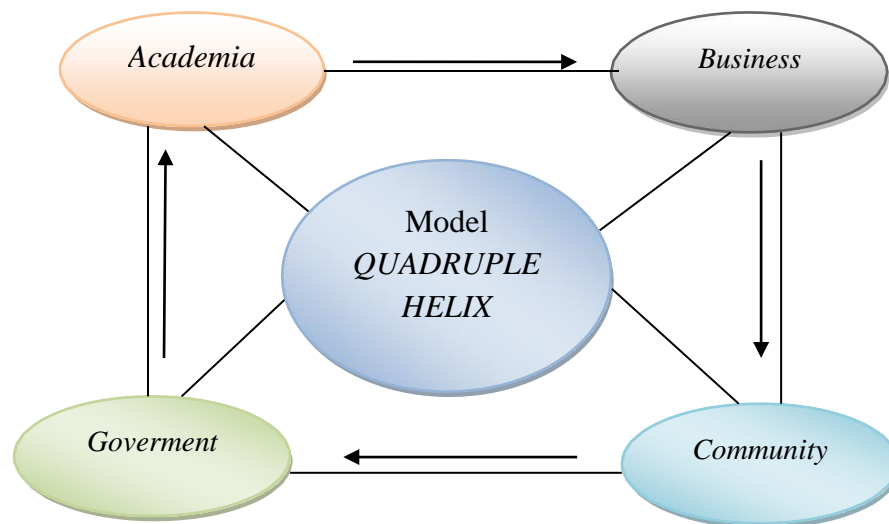 Academia
Business
Model
QUADRUPLE
HELIX
Goverment
Community